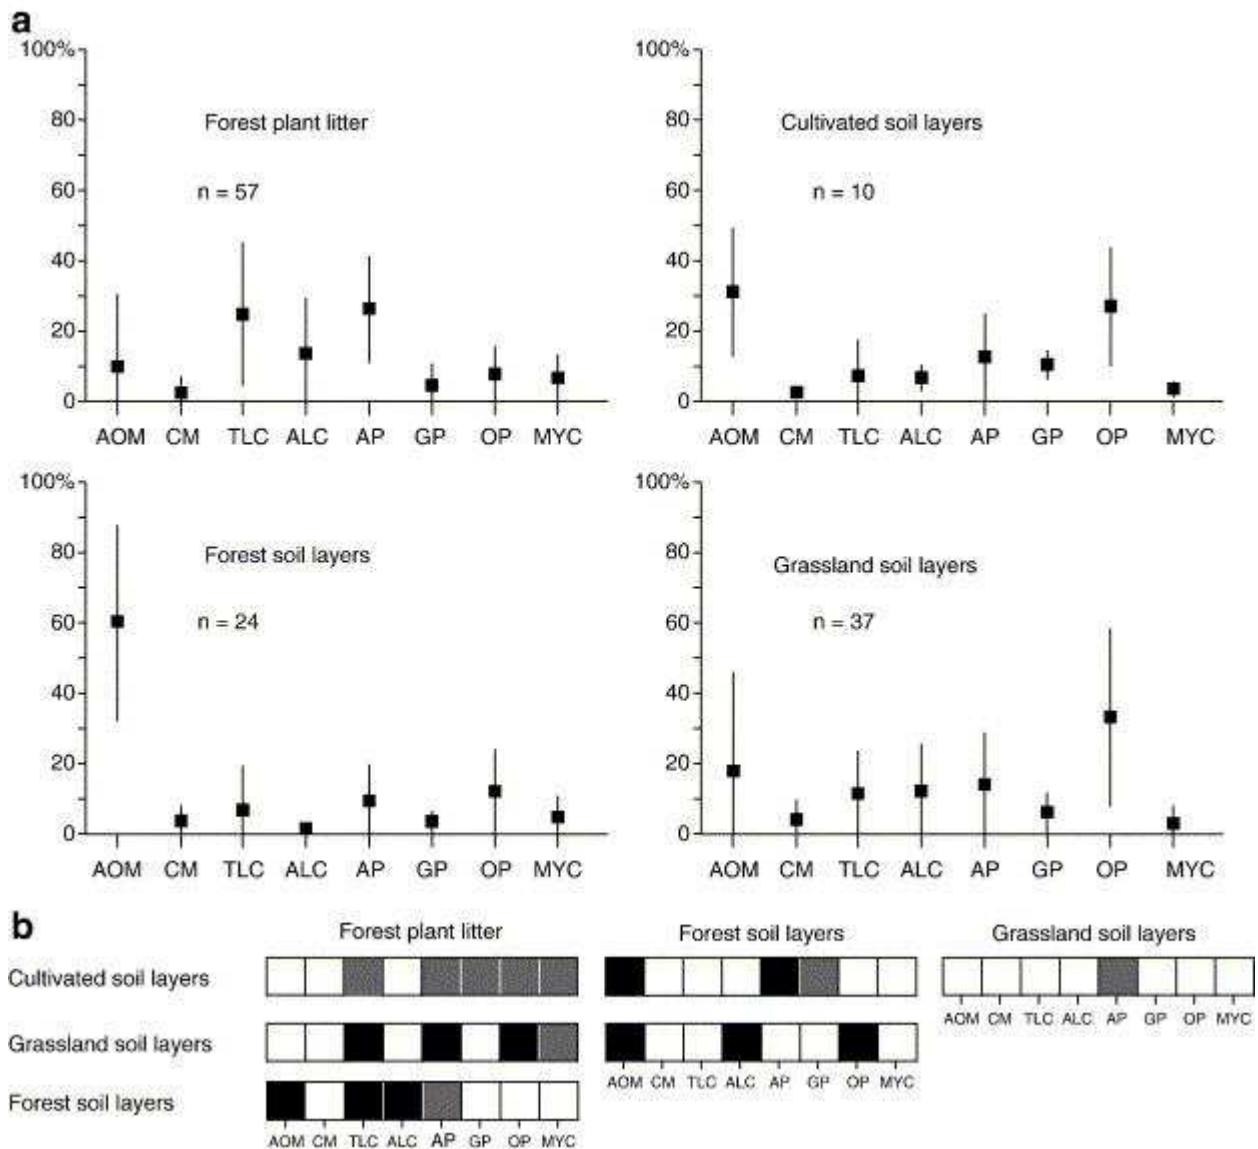 a
100%
80
60
40
20
0
Forest plant litter
n = 57
AOM CM TLC ALC AP GP OP MYC
100%
80
60
40
20
0
Cultivated soil layers
n = 10
AOM CM TLC ALC AP GP OP MYC
100%
80
60
40
20
0
Forest soil layers
n = 24
AOM CM TLC ALC AP GP OP MYC
100%
80
60
40
20
0
Grassland soil layers
n = 37
AOM CM TLC ALC AP GP OP MYC
b
Forest plant litter Forest soil layers Grassland soil layers
Cultivated soil layers
AOM CM TLC ALC AP GP OP MYC
Grassland soil layers
AOM CM TLC ALC AP GP OP MYC
Forest soil layers
AOM CM TLC ALC AP GP OP MYC